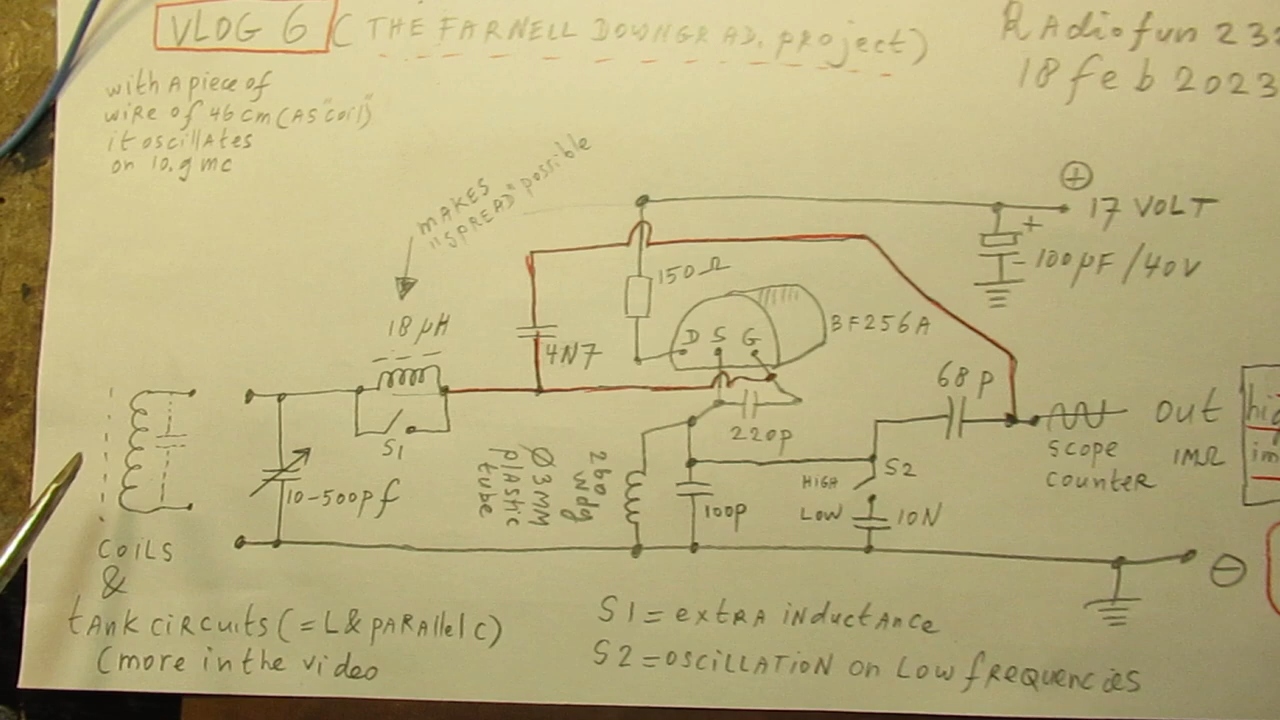 VLOG 6 ( THE FARNELL DOWNGRAD. project)
RAdiofun 23
18 feb 2023
with A piece of
wire of 46 cm (AS "coil")
it oscillAtes
on 10.9 mc
MAKES
"SPREAD" possible
+
17 VOLT
+
100µF/40V
150Ω
BF256A
D S G
18 µH
4N7
68 p
220p
S1
OUT
1MΩ
SCOPE
COUNTER
S2
HIGH
LOW
10N
100p
10-500pf
260
wdg
Ø3MM
plAStic
tube
COILS
&
tANK CIRCUITS (= L & PARAllel C)
(more in the video
S1 = extRA INDUCTANCE
S2 = OSCILLATION on LOW fREQUENCIES
-